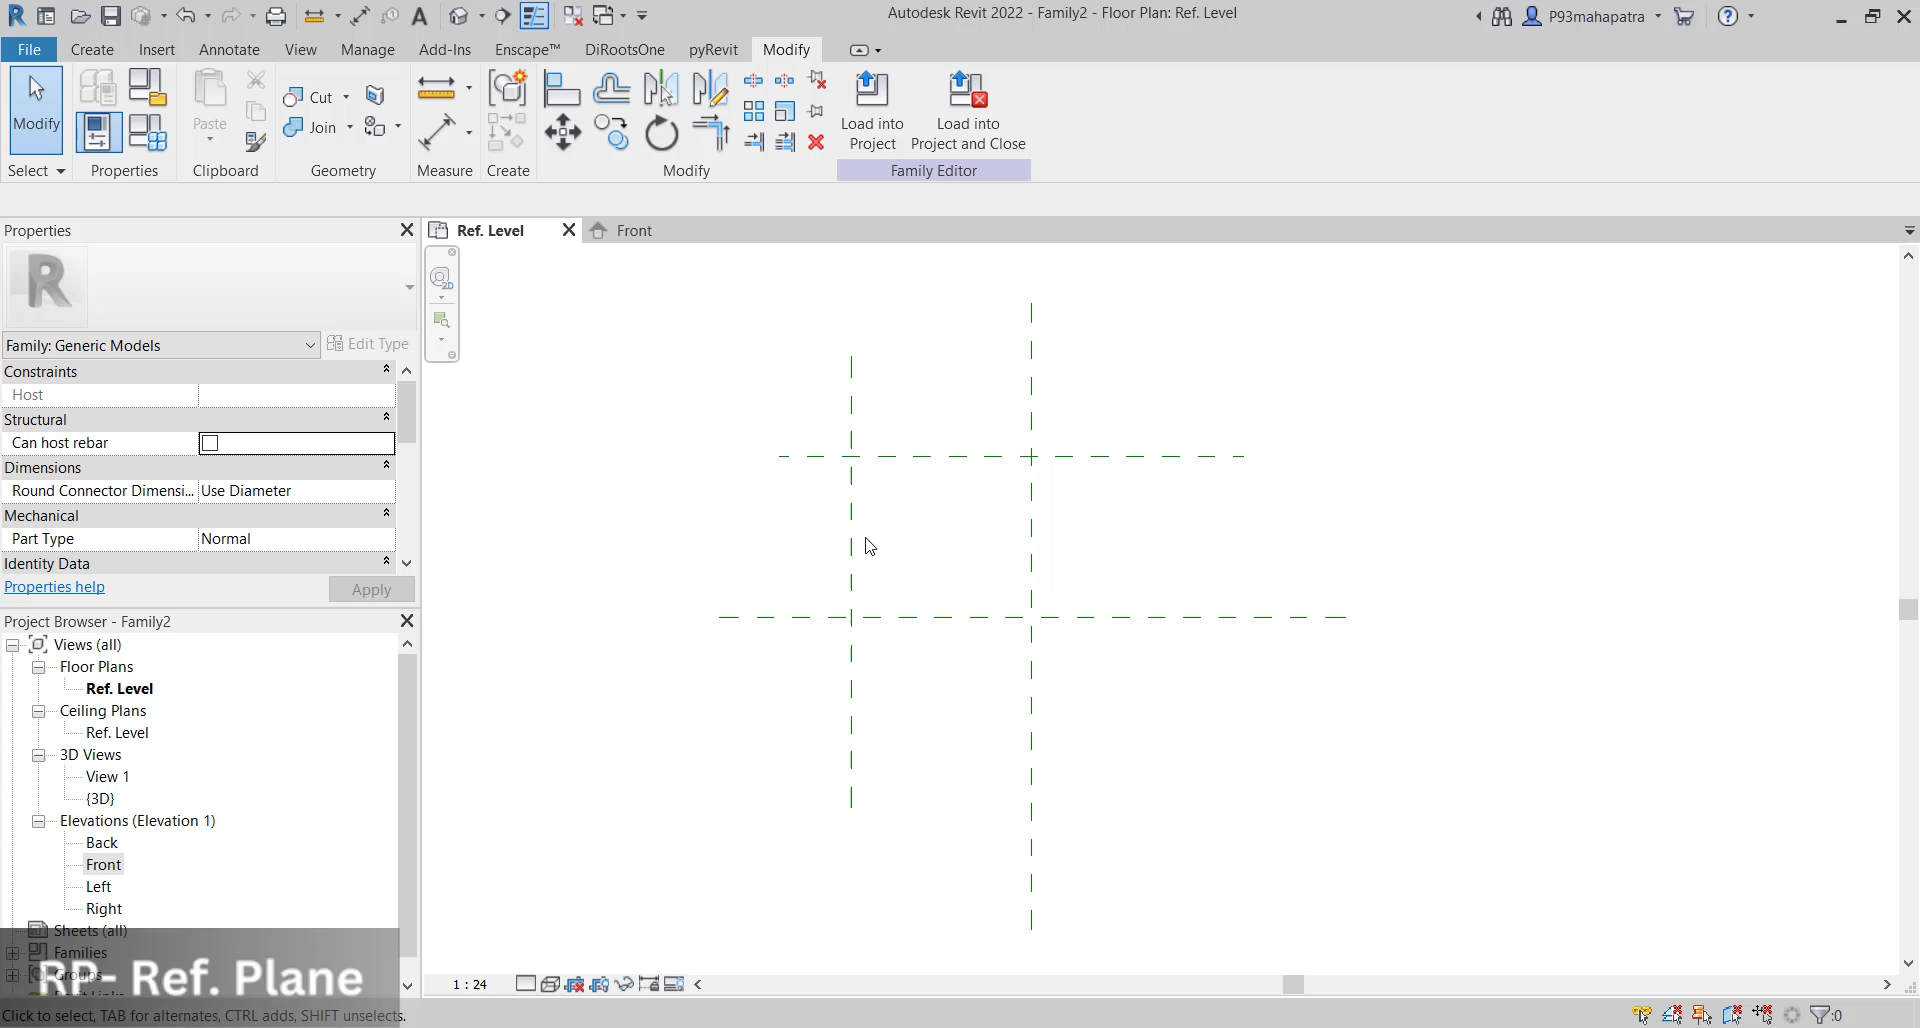 Autodesk Revit 2022 - Family2 - Floor Plan: Ref. Level
P93mahapatra
File Create Insert Annotate View Manage Add-Ins Enscape™ DiRootsOne pyRevit Modify
Modify
Paste
Cut
Join
Load into Project
Load into Project and Close
Select Properties Clipboard Geometry Measure Create Modify Family Editor
Properties
Ref. Level
Front
R
2D
Family: Generic Models
Edit Type
Constraints
Host
Structural
Can host rebar
Dimensions
Round Connector Dimensi... Use Diameter
Mechanical
Part Type Normal
Identity Data
Properties help
Apply
Project Browser - Family2
Views (all)
Floor Plans
Ref. Level
Ceiling Plans
Ref. Level
3D Views
View 1
{3D}
Elevations (Elevation 1)
Back
Front
Left
Right
Sheets (all)
Families
Groups
RP- Ref. Plane
1 : 24
Click to select, TAB for alternates, CTRL adds, SHIFT unselects.
:0